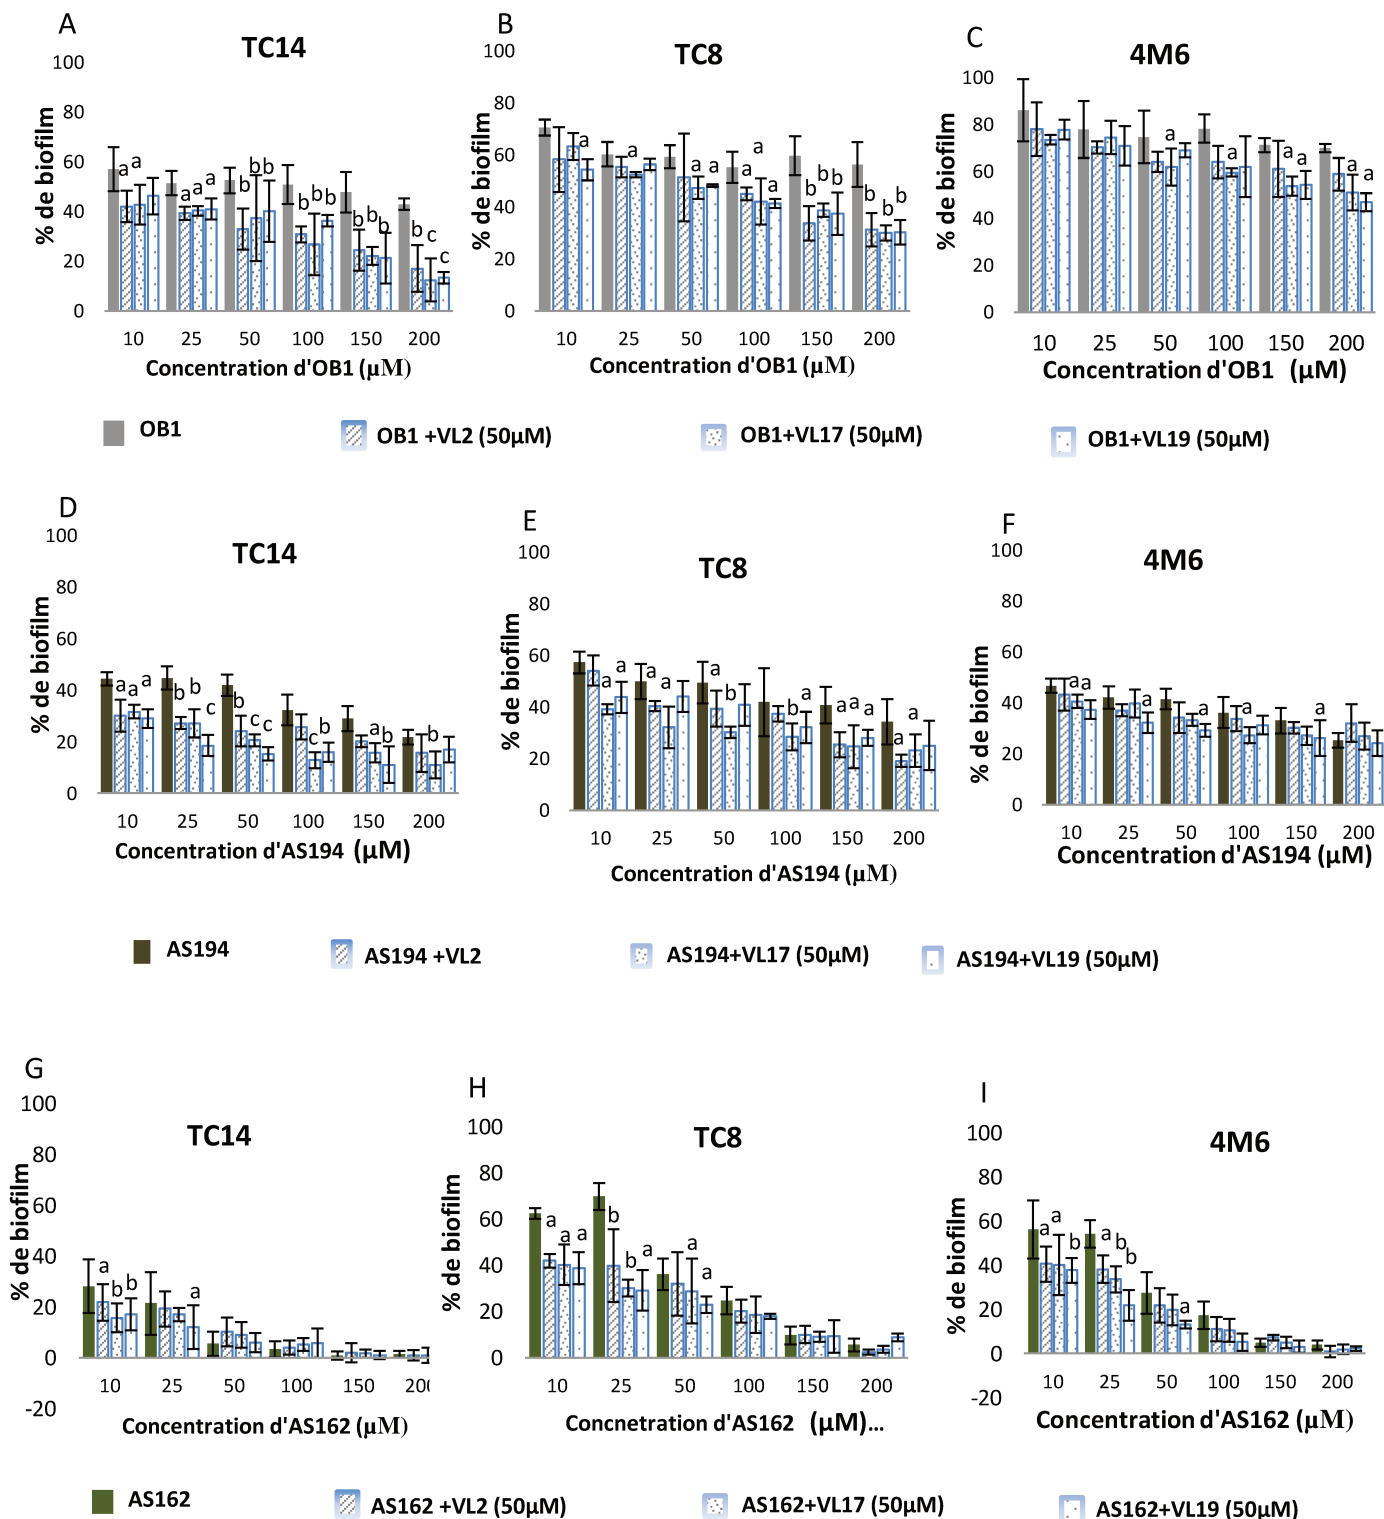 A
TC14
% de biofilm
100
80
60
40
20
0
a a
a a a
b b b
b b b
b b b
b c c
10 25 50 100 150 200
Concentration d'OB1 (µM)
B
TC8
% de biofilm
100
80
60
40
20
0
a
a
a a
a a
b b
b b
10 25 50 100 150 200
Concentration d'OB1 (µM)
C
4M6
% de biofilm
100
80
60
40
20
0
a
a
a
a a
10 25 50 100 150 200
Concentration d'OB1 (µM)
OB1
OB1 +VL2 (50µM)
OB1+VL17 (50µM)
OB1+VL19 (50µM)
D
TC14
% de biofilm
100
80
60
40
20
0
a a a
b b c
b c c
c b
a b
b
10 25 50 100 150 200
Concentration d'AS194 (µM)
E
TC8
% de biofilm
100
80
60
40
20
0
a a
a a
a b
b a
a a a
a a
10 25 50 100 150 200
Concentration d'AS194 (µM)
F
4M6
% de biofilm
100
80
60
40
20
0
a a
a
a
a
a
10 25 50 100 150 200
Concentration d'AS194 (µM)
AS194
AS194 +VL2
AS194+VL17 (50µM)
AS194+VL19 (50µM)
G
TC14
% de biofilm
100
80
60
40
20
0
-20
a b b
a
10 25 50 100 150 200
Concentration d'AS162 (µM)
H
TC8
% de biofilm
100
80
60
40
20
0
a a a
b b a
a a
10 25 50 100 150 200
Concnetration d'AS162 (µM)...
I
4M6
% de biofilm
100
80
60
40
20
0
-20
a a b
a b b
a
10 25 50 100 150 200
Concentration d'AS162 (µM)
AS162
AS162 +VL2 (50µM)
AS162+VL17 (50µM)
AS162+VL19 (50µM)